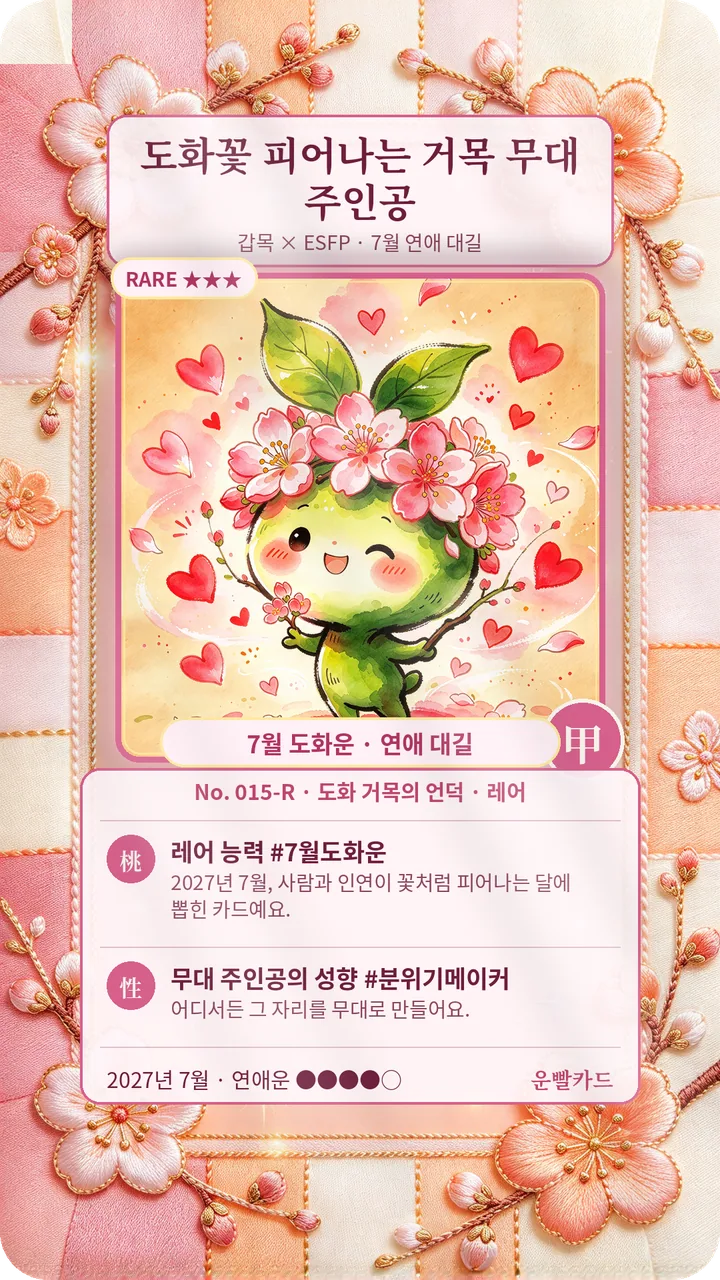 도화꽃 피어나는 거목 무대
주인공
갑목 × ESFP · 7월 연애 대길
RARE ★★★
7월 도화운 · 연애 대길
甲
No. 015-R · 도화 거목의 언덕 · 레어
桃
레어 능력 #7월도화운
2027년 7월, 사람과 인연이 꽃처럼 피어나는 달에
뽑힌 카드예요.
性
무대 주인공의 성향 #분위기메이커
어디서든 그 자리를 무대로 만들어요.
2027년 7월 · 연애운 ●●●●○
운빨카드